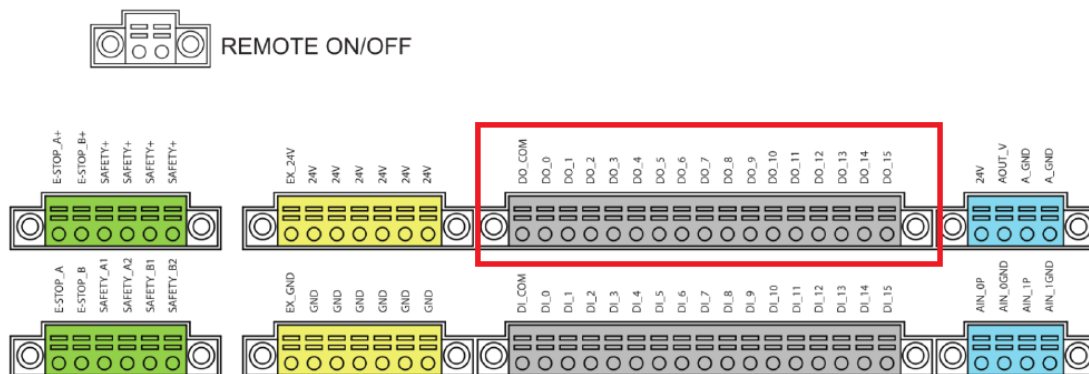 REMOTE ON/OFF
E-STOP_A+ E-STOP_B+ SAFETY+ SAFETY+ SAFETY+ SAFETY+
EX_24V 24V 24V 24V 24V 24V 24V
DO_COM DO_0 DO_1 DO_2 DO_3 DO_4 DO_5 DO_6 DO_7 DO_8 DO_9 DO_10 DO_11 DO_12 DO_13 DO_14 DO_15
24V AOUT_V A_GND A_GND
E-STOP_A E-STOP_B SAFETY_A1 SAFETY_A2 SAFETY_B1 SAFETY_B2
EX_GND GND GND GND GND GND GND
DI_COM DI_0 DI_1 DI_2 DI_3 DI_4 DI_5 DI_6 DI_7 DI_8 DI_9 DI_10 DI_11 DI_12 DI_13 DI_14 DI_15
AIN_0P AIN_0GND AIN_1P AIN_1GND